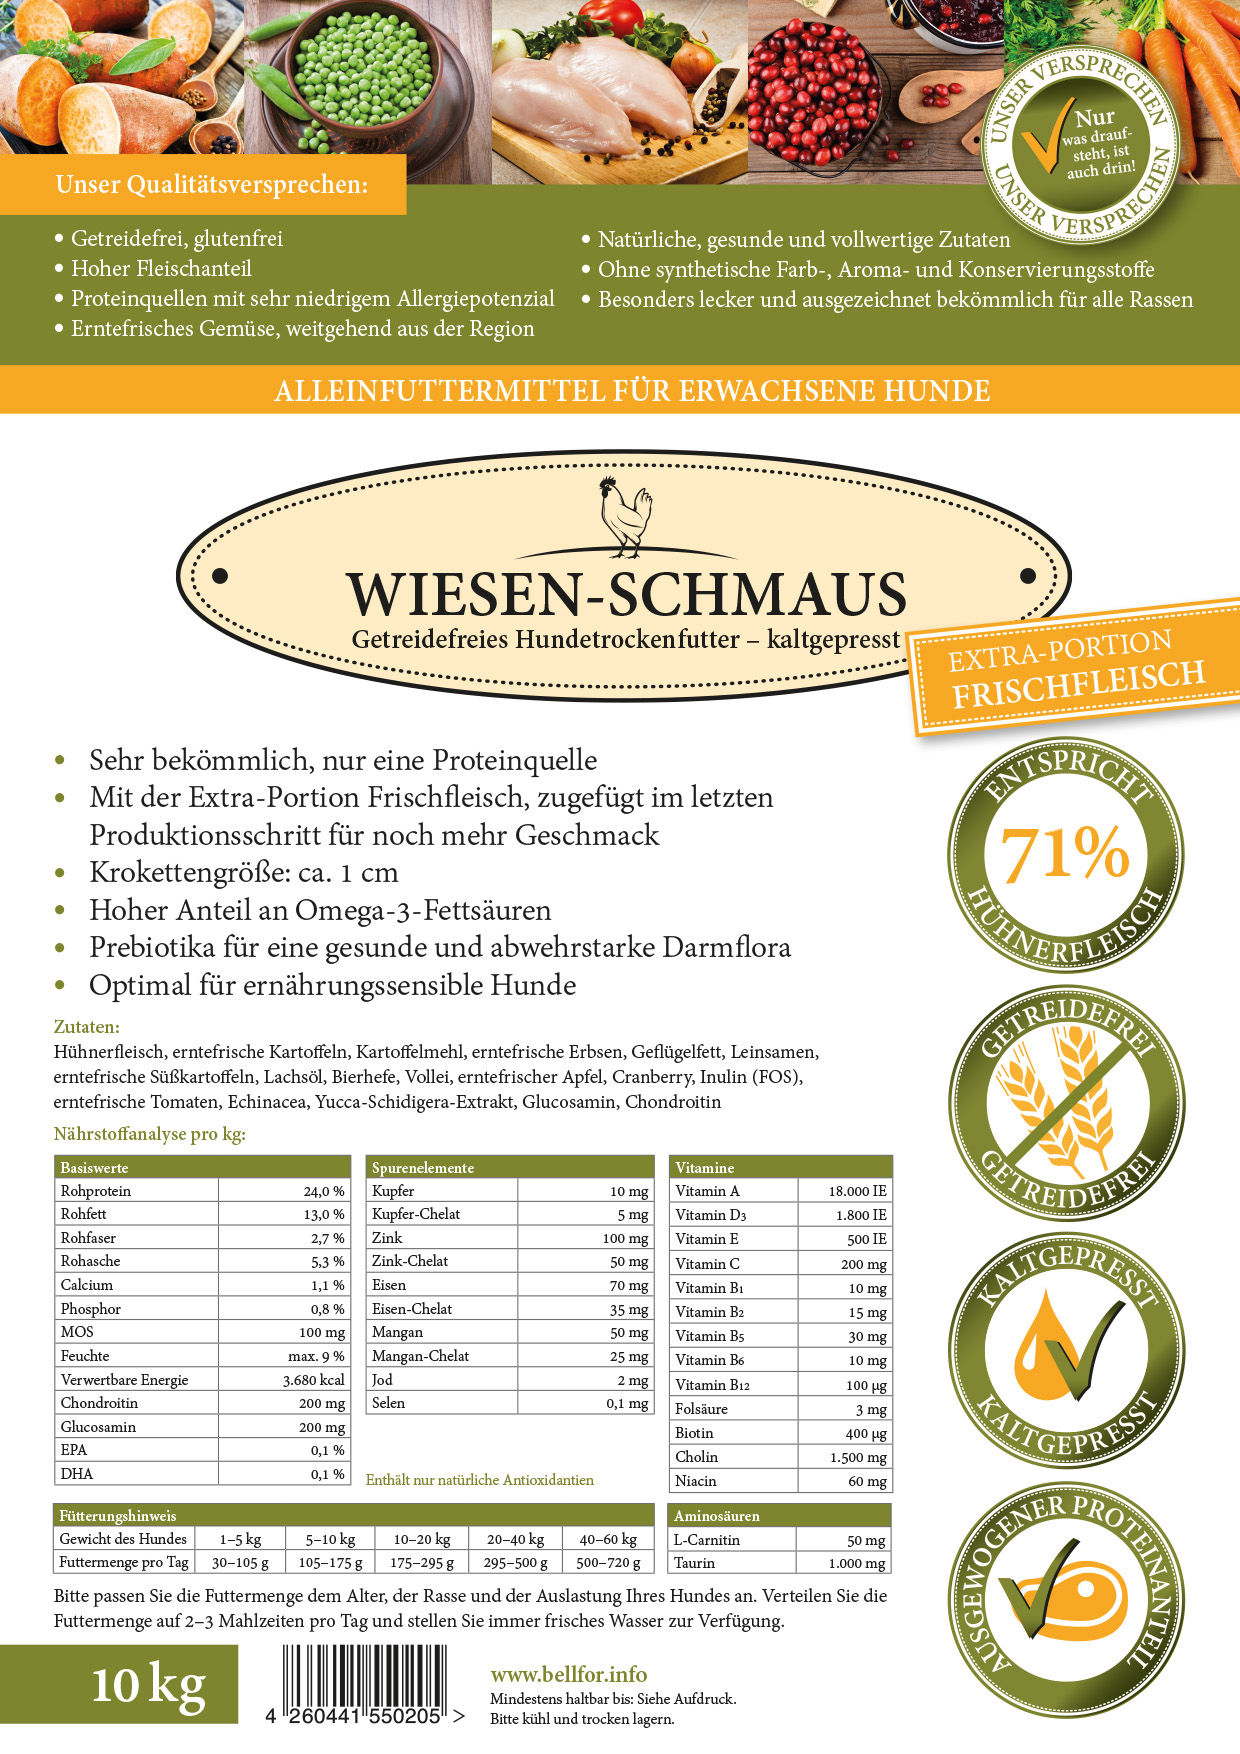 UNSER VERSPRECHEN
UNSER VERSPRECHEN
Nur
was drauf-
steht, ist
auch drin!
Unser Qualitätsversprechen:
• Getreidefrei, glutenfrei
• Hoher Fleischanteil
• Proteinquellen mit sehr niedrigem Allergiepotenzial
• Erntefrisches Gemüse, weitgehend aus der Region
• Natürliche, gesunde und vollwertige Zutaten
• Ohne synthetische Farb-, Aroma- und Konservierungsstoffe
• Besonders lecker und ausgezeichnet bekömmlich für alle Rassen
ALLEINFUTTERMITTEL FÜR ERWACHSENE HUNDE
WIESEN-SCHMAUS
Getreidefreies Hundetrockenfutter – kaltgepresst
EXTRA-PORTION
FRISCHFLEISCH
• Sehr bekömmlich, nur eine Proteinquelle
• Mit der Extra-Portion Frischfleisch, zugefügt im letzten
Produktionsschritt für noch mehr Geschmack
• Krokettengröße: ca. 1 cm
• Hoher Anteil an Omega-3-Fettsäuren
• Prebiotika für eine gesunde und abwehrstarke Darmflora
• Optimal für ernährungssensible Hunde
ENTSPRICHT
71%
HÜHNERFLEISCH
GETREIDEFREI
GETREIDEFREI
KALTGEPRESST
KALTGEPRESST
AUSGEWOGENER PROTEINANTEIL
Zutaten:
Hühnerfleisch, erntefrische Kartoffeln, Kartoffelmehl, erntefrische Erbsen, Geflügelfett, Leinsamen,
erntefrische Süßkartoffeln, Lachsöl, Bierhefe, Vollei, erntefrischer Apfel, Cranberry, Inulin (FOS),
erntefrische Tomaten, Echinacea, Yucca-Schidigera-Extrakt, Glucosamin, Chondroitin
Nährstoffanalyse pro kg:
Basiswerte
Rohprotein 24,0 %
Rohfett 13,0 %
Rohfaser 2,7 %
Rohasche 5,3 %
Calcium 1,1 %
Phosphor 0,8 %
MOS 100 mg
Feuchte max. 9 %
Verwertbare Energie 3.680 kcal
Chondroitin 200 mg
Glucosamin 200 mg
EPA 0,1 %
DHA 0,1 %
Spurenelemente
Kupfer 10 mg
Kupfer-Chelat 5 mg
Zink 100 mg
Zink-Chelat 50 mg
Eisen 70 mg
Eisen-Chelat 35 mg
Mangan 50 mg
Mangan-Chelat 25 mg
Jod 2 mg
Selen 0,1 mg
Enthält nur natürliche Antioxidantien
Vitamine
Vitamin A 18.000 IE
Vitamin D3 1.800 IE
Vitamin E 500 IE
Vitamin C 200 mg
Vitamin B1 10 mg
Vitamin B2 15 mg
Vitamin B5 30 mg
Vitamin B6 10 mg
Vitamin B12 100 µg
Folsäure 3 mg
Biotin 400 µg
Cholin 1.500 mg
Niacin 60 mg
Fütterungshinweis
Gewicht des Hundes 1–5 kg 5–10 kg 10–20 kg 20–40 kg 40–60 kg
Futtermenge pro Tag 30–105 g 105–175 g 175–295 g 295–500 g 500–720 g
Aminosäuren
L-Carnitin 50 mg
Taurin 1.000 mg
Bitte passen Sie die Futtermenge dem Alter, der Rasse und der Auslastung Ihres Hundes an. Verteilen Sie die
Futtermenge auf 2–3 Mahlzeiten pro Tag und stellen Sie immer frisches Wasser zur Verfügung.
10 kg
4 260441 550205 >
www.bellfor.info
Mindestens haltbar bis: Siehe Aufdruck.
Bitte kühl und trocken lagern.